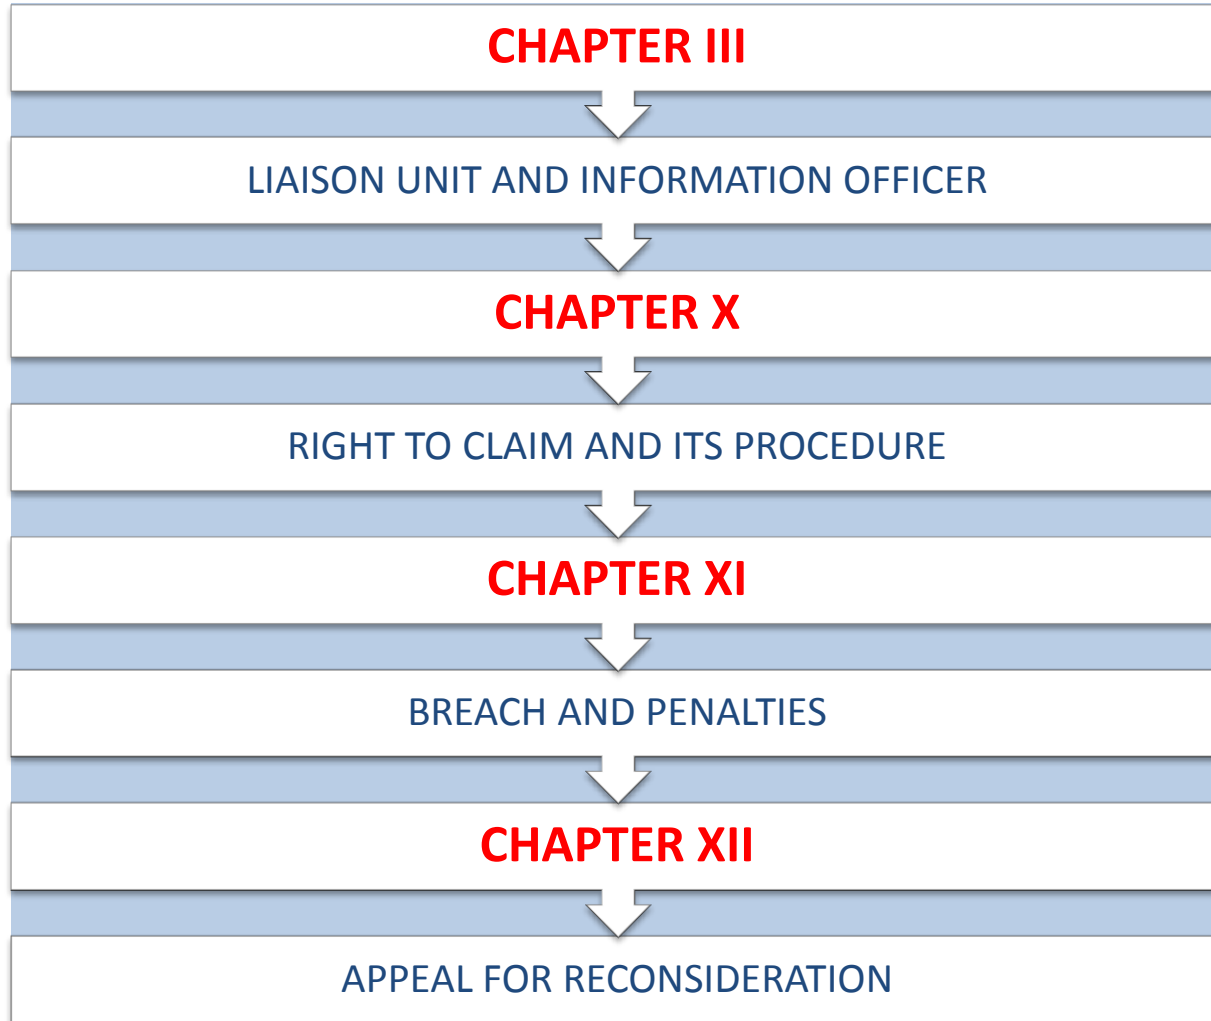 CHAPTER III
LIAISON UNIT AND INFORMATION OFFICER
CHAPTER X
RIGHT TO CLAIM AND ITS PROCEDURE
CHAPTER XI
BREACH AND PENALTIES
CHAPTER XII
APPEAL FOR RECONSIDERATION